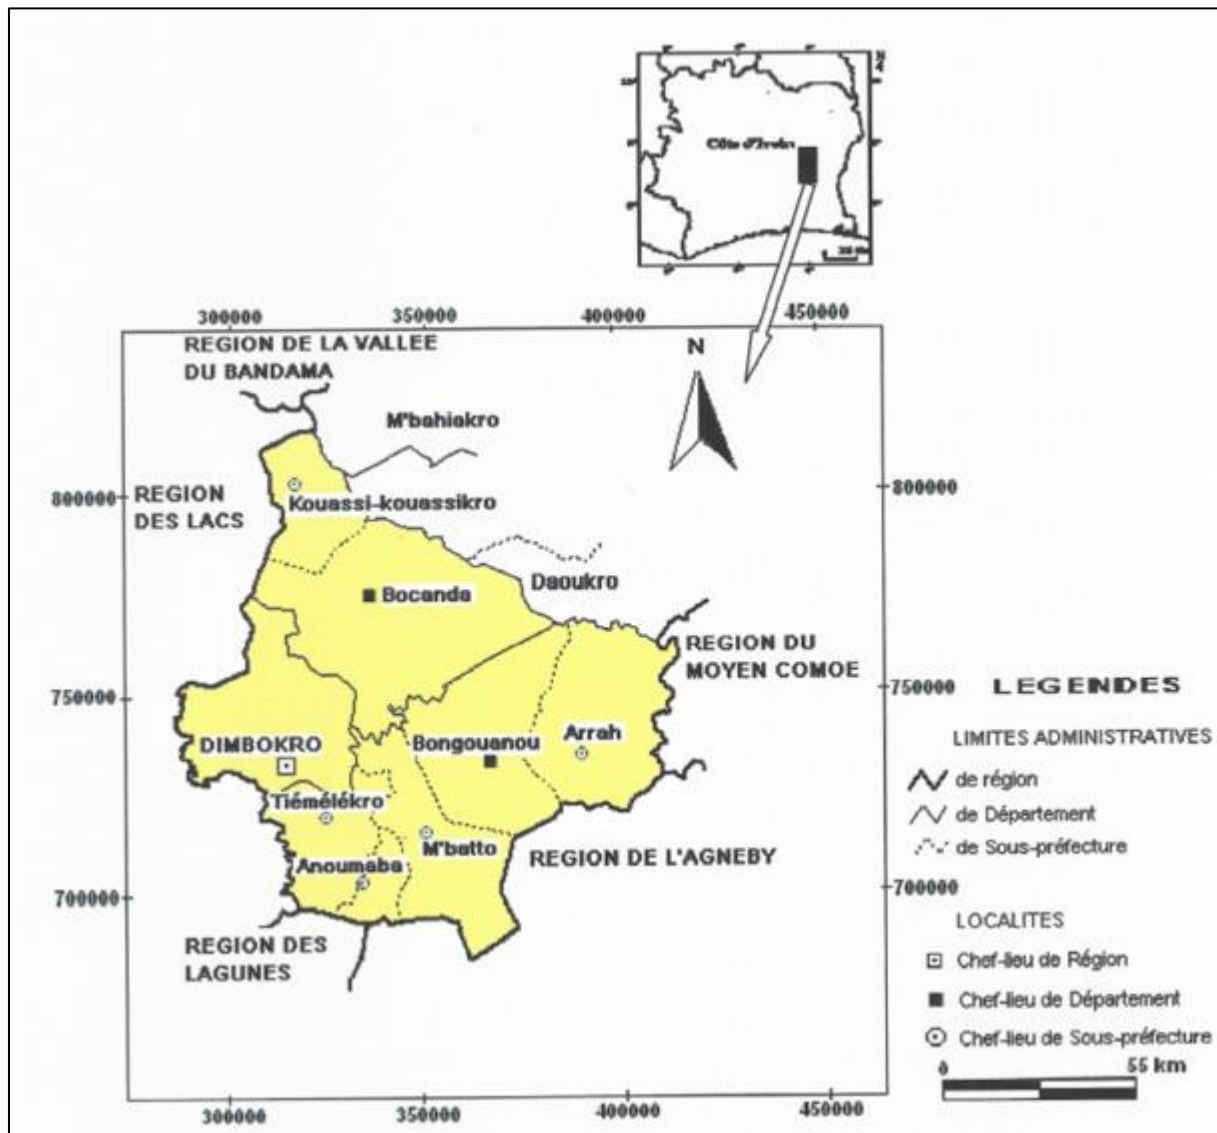 Côte d'Ivoire
300000
350000
400000
450000
REGION DE LA VALLEE
DU BANDAMA
N
M'bahiakro
800000
REGION
DES LACS
Kouassi-kouassikro
800000
Daoukro
Bocanda
REGION DU
MOYEN COMOE
750000
750000
LEGENDES
DIMBOKRO
Bongouanou
Arrah
LIMITES ADMINISTRATIVES
de région
de Département
de Sous-préfecture
Tiémélékro
M'batto
Anoumaba
REGION DE L'AGNEBY
700000
700000
REGION DES
LAGUNES
LOCALITES
Chef-lieu de Région
Chef-lieu de Département
Chef-lieu de Sous-préfecture
0
55 km
300000
350000
400000
450000